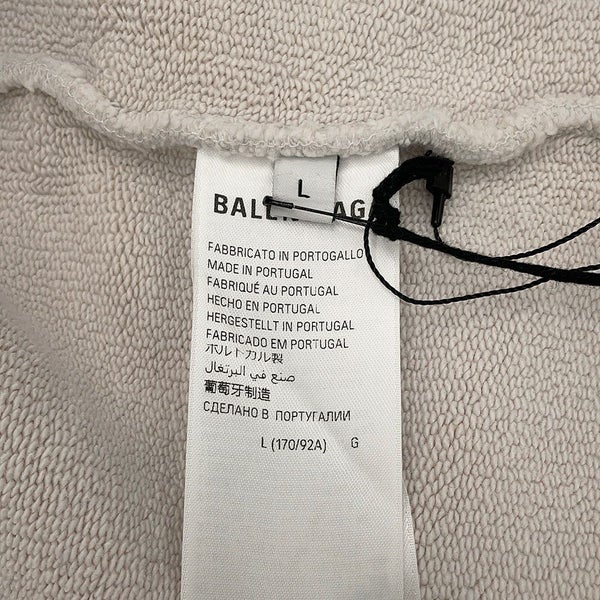 L
BALEN AGA
FABBRICATO IN PORTOGALLO
MADE IN PORTUGAL
FABRIQUÉ AU PORTUGAL
HECHO EN PORTUGAL
HERGESTELLT IN PORTUGAL
FABRICADO EM PORTUGAL
ポルトガル製
صنع في البرتغال
葡萄牙制造
СДЕЛАНО В ПОРТУГАЛИИ
L (170/92A) G